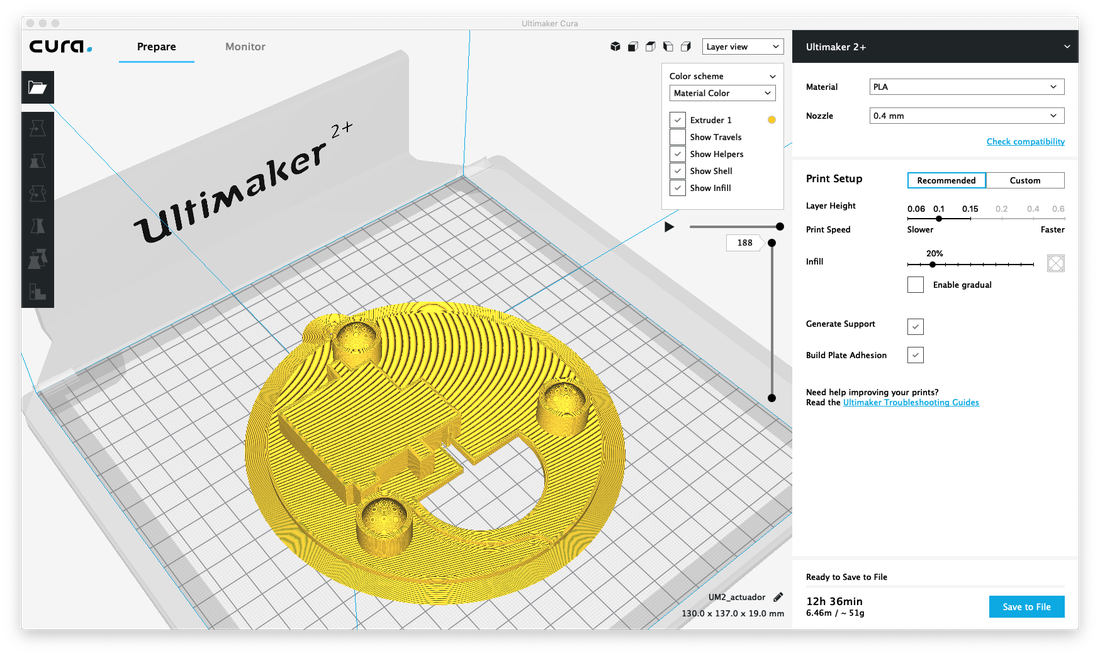 Ultimaker Cura
cura.
Prepare
Monitor
Layer view
Ultimaker 2+
Color scheme
Material Color
Extruder 1
Show Travels
Show Helpers
Show Shell
Show Infill
188
Ultimaker 2+
Material
PLA
Nozzle
0.4 mm
Check compatibility
Print Setup
Recommended
Custom
Layer Height
0.06 0.1 0.15 0.2 0.4 0.6
Print Speed
Slower
Faster
20%
Infill
Enable gradual
Generate Support
Build Plate Adhesion
Need help improving your prints?
Read the Ultimaker Troubleshooting Guides
UM2_actuador
130.0 x 137.0 x 19.0 mm
Ready to Save to File
12h 36min
6.46m / ~ 51g
Save to File